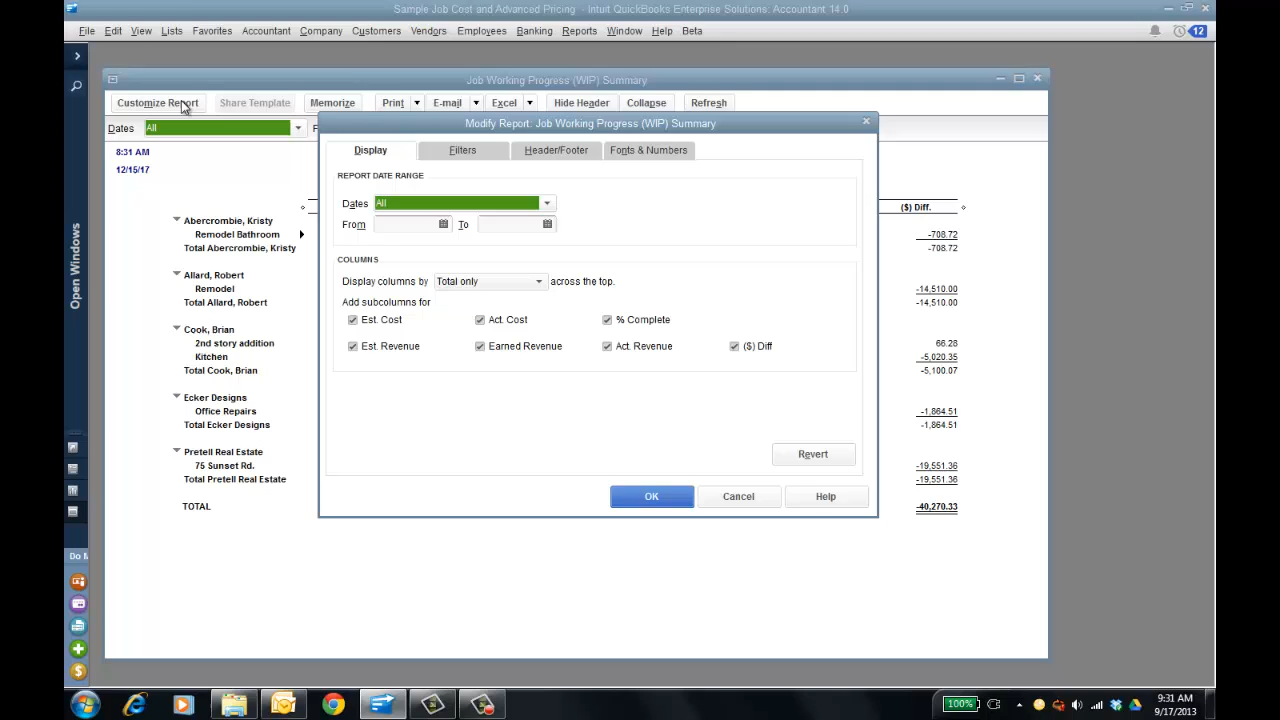 Sample Job Cost and Advanced Pricing - Intuit QuickBooks Enterprise Solutions: Accountant 14.0
File Edit View Lists Favorites Accountant Company Customers Vendors Employees Banking Reports Window Help Beta 12
Job Working Progress (WIP) Summary
Customize Report Share Template Memorize Print E-mail Excel Hide Header Collapse Refresh
Dates All F
Modify Report: Job Working Progress (WIP) Summary
Display Filters Header/Footer Fonts & Numbers
REPORT DATE RANGE
Dates All
From To
COLUMNS
Display columns by Total only across the top.
Add subcolumns for
Est. Cost Act. Cost % Complete
Est. Revenue Earned Revenue Act. Revenue ($) Diff
Revert
OK Cancel Help
8:31 AM
12/15/17
($) Diff.
Abercrombie, Kristy
Remodel Bathroom -708.72
Total Abercrombie, Kristy -708.72
Allard, Robert
Remodel -14,510.00
Total Allard, Robert -14,510.00
Cook, Brian
2nd story addition 66.28
Kitchen -5,020.35
Total Cook, Brian -5,100.07
Ecker Designs
Office Repairs -1,864.51
Total Ecker Designs -1,864.51
Pretell Real Estate
75 Sunset Rd. -19,551.36
Total Pretell Real Estate -19,551.36
TOTAL -40,270.33
Open Windows
Do M
100%
9:31 AM
9/17/2013